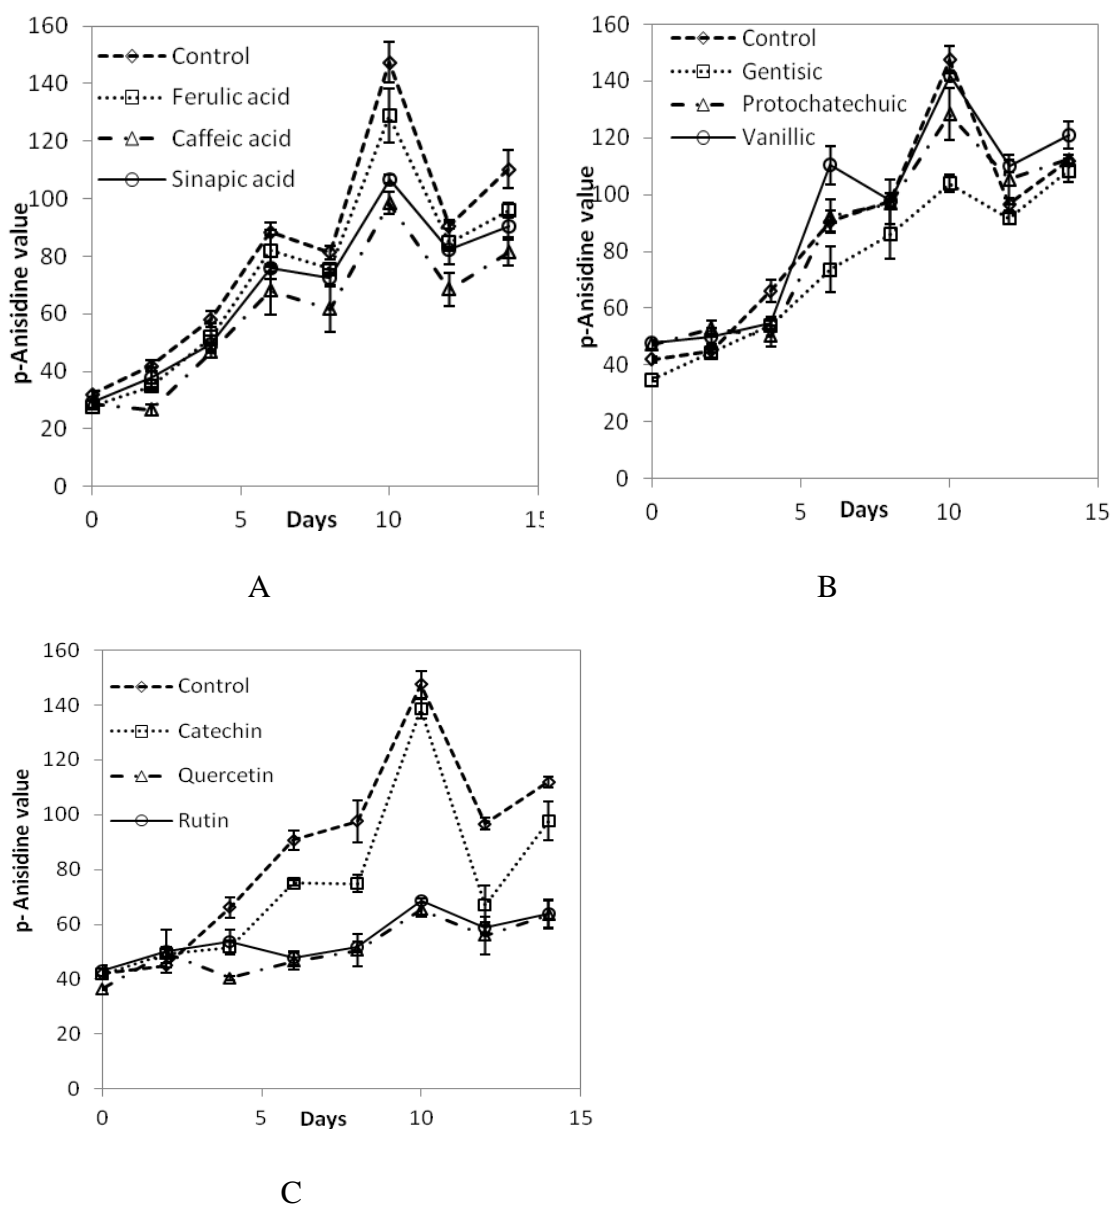 160
140
120
100
80
60
40
20
0
p-Anisidine value
Control
Ferulic acid
Caffeic acid
Sinapic acid
0 5 10 15
Days
A
160
140
120
100
80
60
40
20
0
p-Anisidine value
Control
Gentisic
Protochatechuic
Vanillic
0 5 10 15
Days
B
160
140
120
100
80
60
40
20
0
p- Anisidine value
Control
Catechin
Quercetin
Rutin
0 5 10 15
Days
C